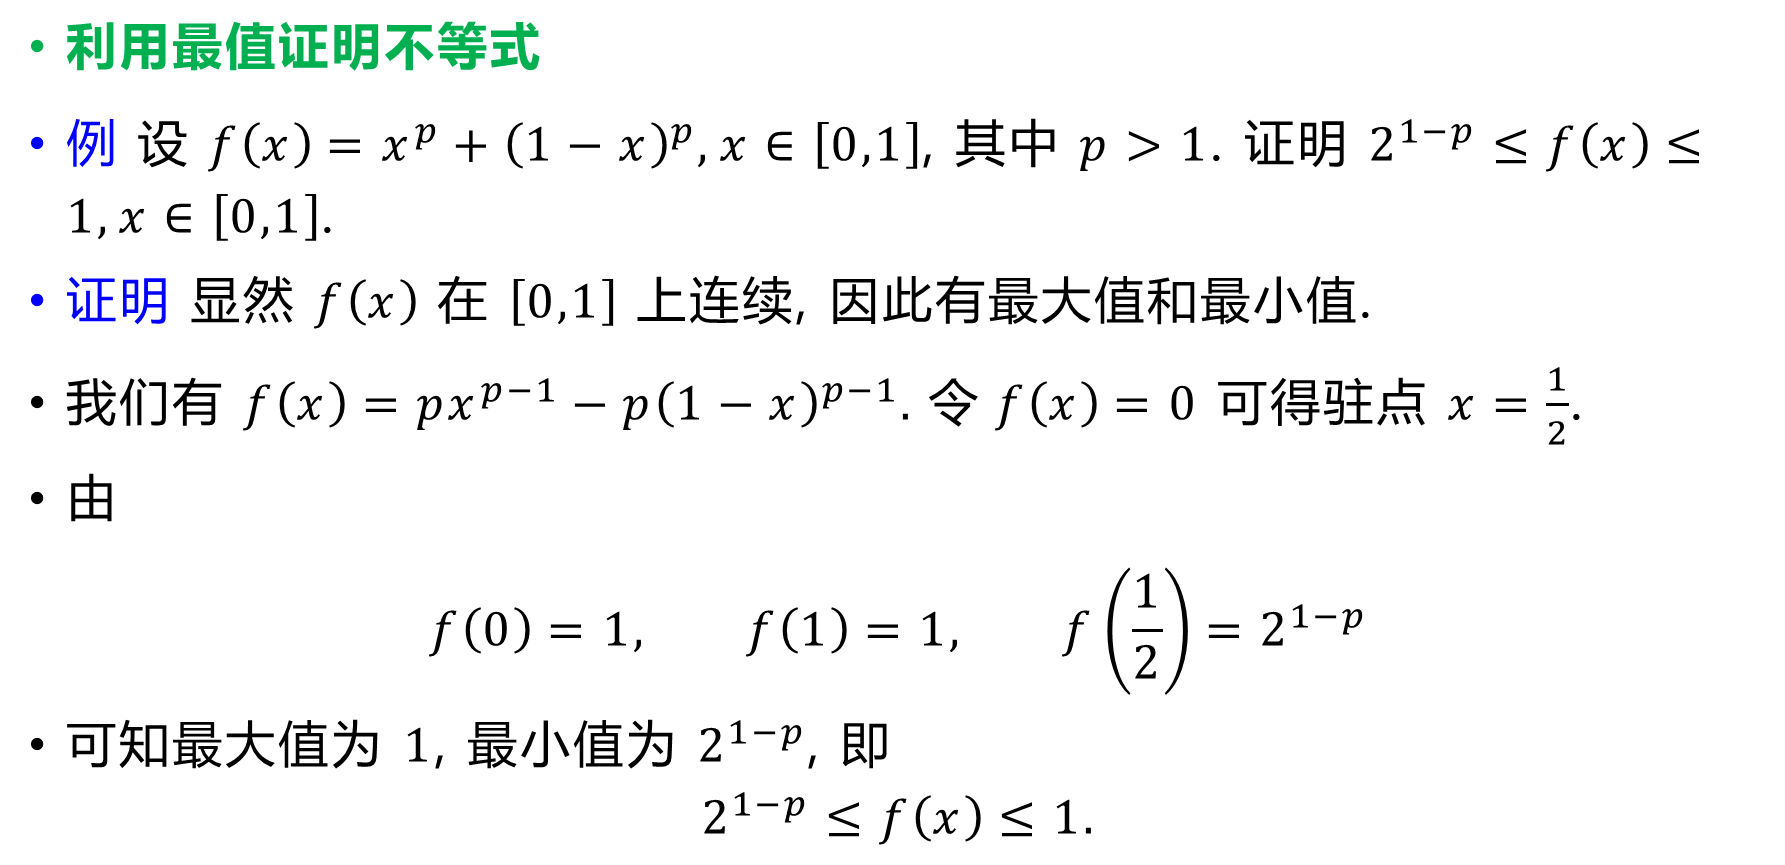 • 利用最值证明不等式
• 例 设 f(x) = x^p + (1 − x)^p, x ∈ [0,1], 其中 p > 1. 证明 2^{1−p} ≤ f(x) ≤
1, x ∈ [0,1].
• 证明 显然 f(x) 在 [0,1] 上连续, 因此有最大值和最小值.
• 我们有 f(x) = px^{p−1} − p(1 − x)^{p−1}. 令 f(x) = 0 可得驻点 x = \frac{1}{2}.
• 由
f(0) = 1, f(1) = 1, f(\frac{1}{2}) = 2^{1−p}
• 可知最大值为 1, 最小值为 2^{1−p}, 即
2^{1−p} ≤ f(x) ≤ 1.